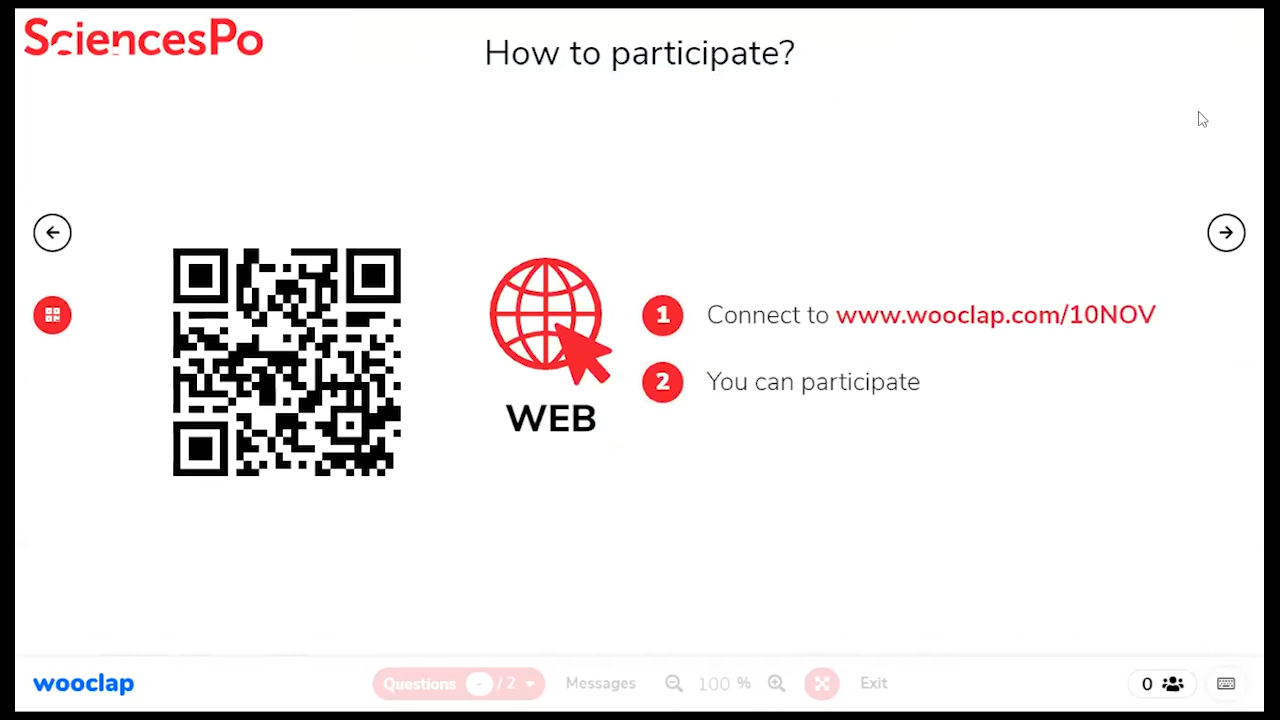 SciencesPo
How to participate?
1 Connect to www.wooclap.com/10NOV
2 You can participate
WEB
wooclap
Questions - / 2
Messages
100 %
Exit
0